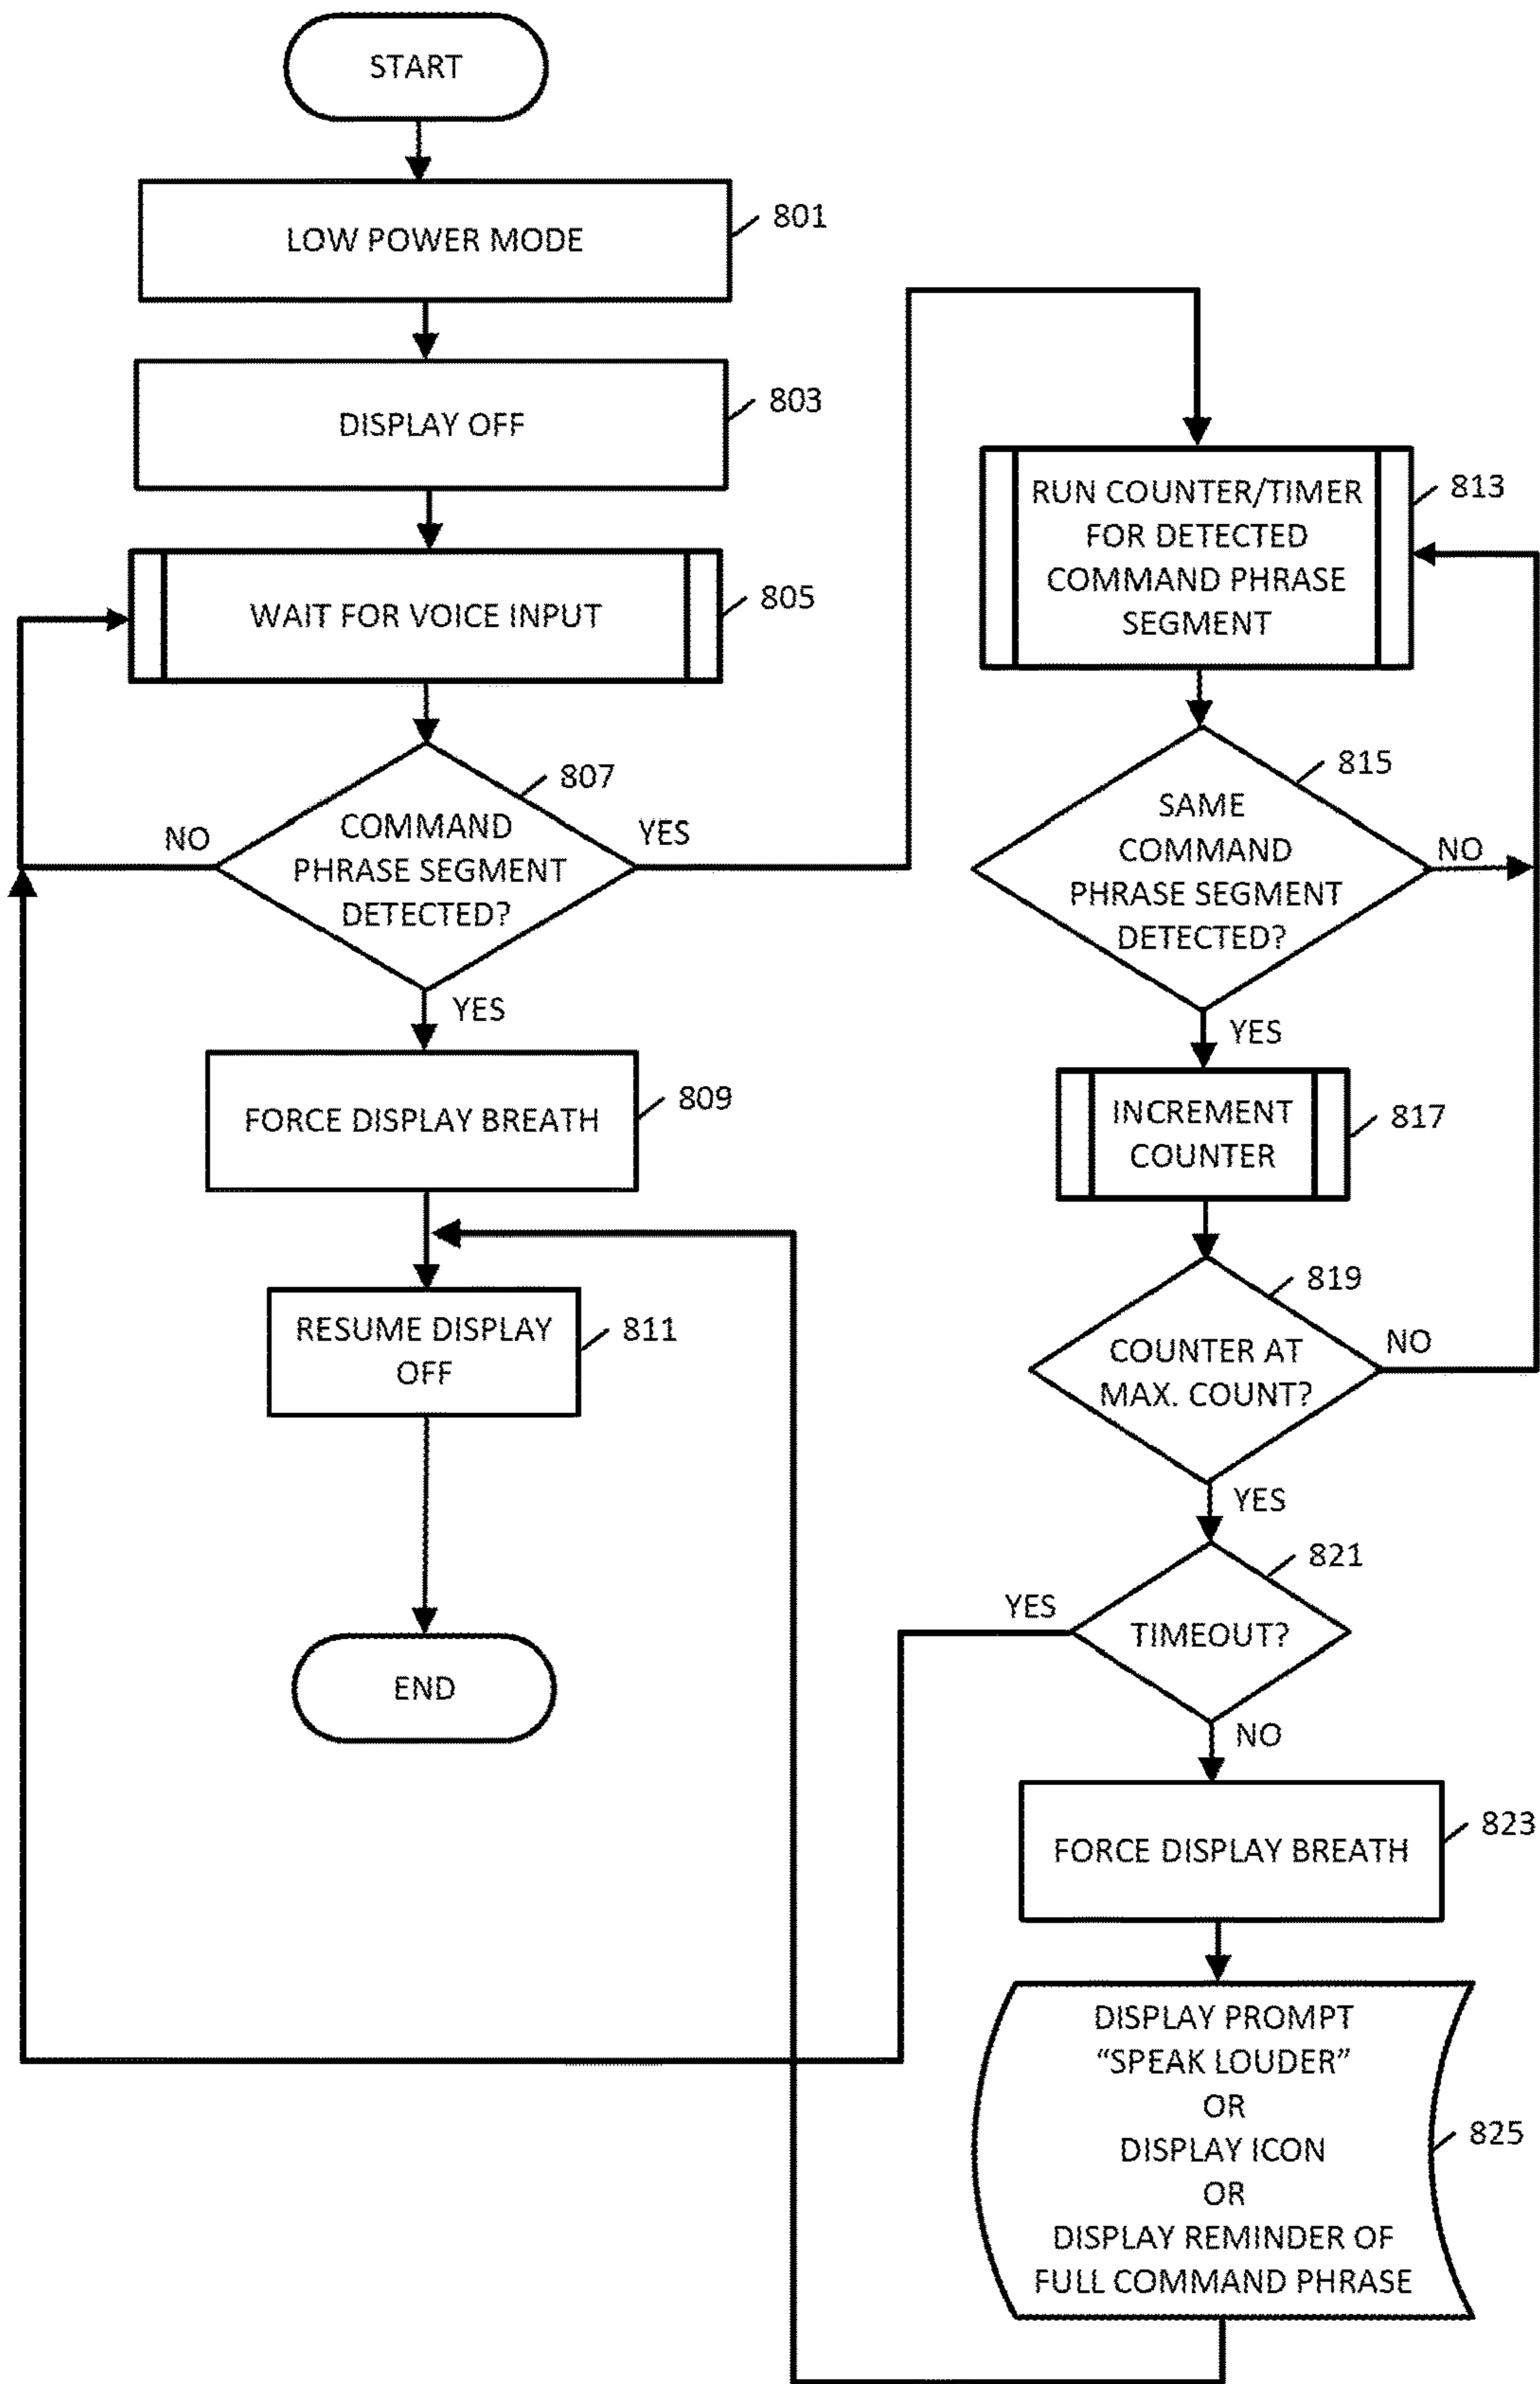 START
LOW POWER MODE
801
DISPLAY OFF
803
WAIT FOR VOICE INPUT
805
807
COMMAND
PHRASE SEGMENT
DETECTED?
NO
YES
YES
FORCE DISPLAY BREATH
809
RESUME DISPLAY
OFF
811
END
RUN COUNTER/TIMER
FOR DETECTED
COMMAND PHRASE
SEGMENT
813
815
SAME
COMMAND
PHRASE SEGMENT
DETECTED?
NO
YES
INCREMENT
COUNTER
817
819
COUNTER AT
MAX. COUNT?
NO
YES
821
TIMEOUT?
YES
NO
FORCE DISPLAY BREATH
823
DISPLAY PROMPT
“SPEAK LOUDER”
OR
DISPLAY ICON
OR
DISPLAY REMINDER OF
FULL COMMAND PHRASE
825